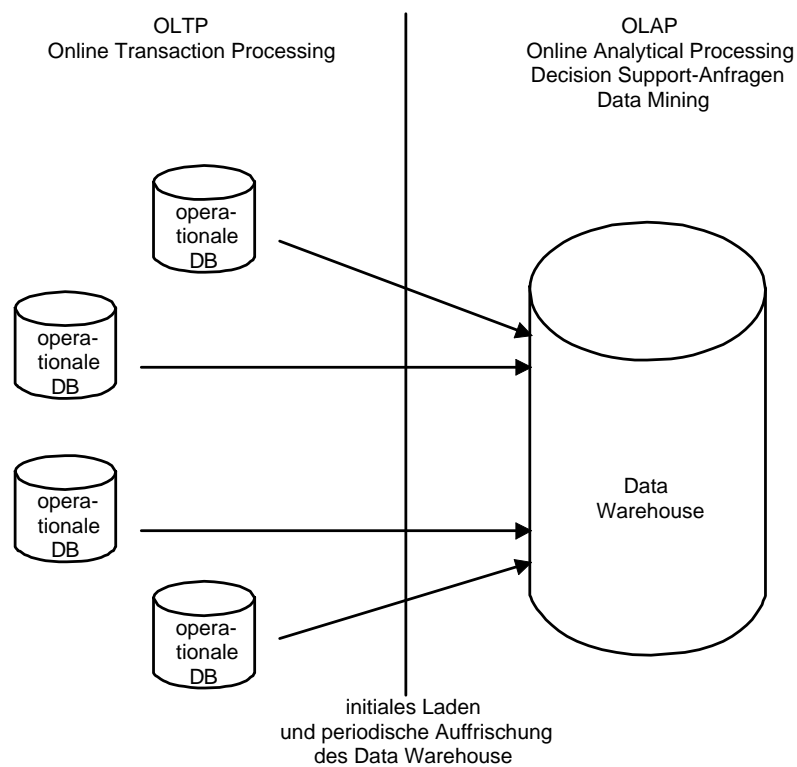 OLTP
Online Transaction Processing
OLAP
Online Analytical Processing
Decision Support-Anfragen
Data Mining
opera-
tionale
DB
opera-
tionale
DB
opera-
tionale
DB
opera-
tionale
DB
Data
Warehouse
initiales Laden
und periodische Auffrischung
des Data Warehouse